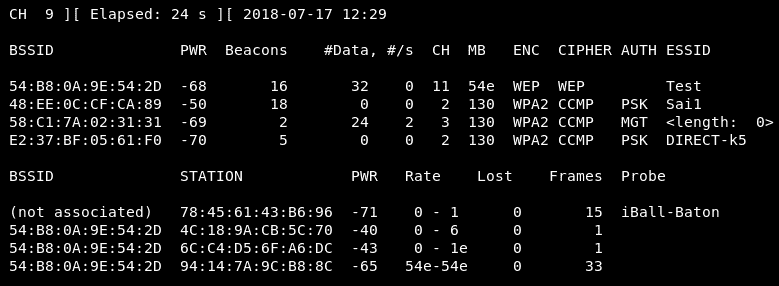 CH  9 ][ Elapsed: 24 s ][ 2018-07-17 12:29
BSSID              PWR  Beacons    #Data, #/s  CH  MB   ENC  CIPHER AUTH ESSID
54:B8:0A:9E:54:2D  -68       16       32    0  11  54e  WEP  WEP         Test
48:EE:0C:CF:CA:89  -50       18        0    0   2  130  WPA2 CCMP   PSK  Sai1
58:C1:7A:02:31:31  -69        2       24    2   3  130  WPA2 CCMP   MGT  <length:  0>
E2:37:BF:05:61:F0  -70        5        0    0   2  130  WPA2 CCMP   PSK  DIRECT-k5
BSSID              STATION            PWR   Rate    Lost    Frames  Probe
(not associated)   78:45:61:43:B6:96  -71    0 - 1      0       15  iBall-Baton
54:B8:0A:9E:54:2D  4C:18:9A:CB:5C:70  -40    0 - 6      0        1
54:B8:0A:9E:54:2D  6C:C4:D5:6F:A6:DC  -43    0 - 1e     0        1
54:B8:0A:9E:54:2D  94:14:7A:9C:B8:8C  -65   54e-54e     0       33